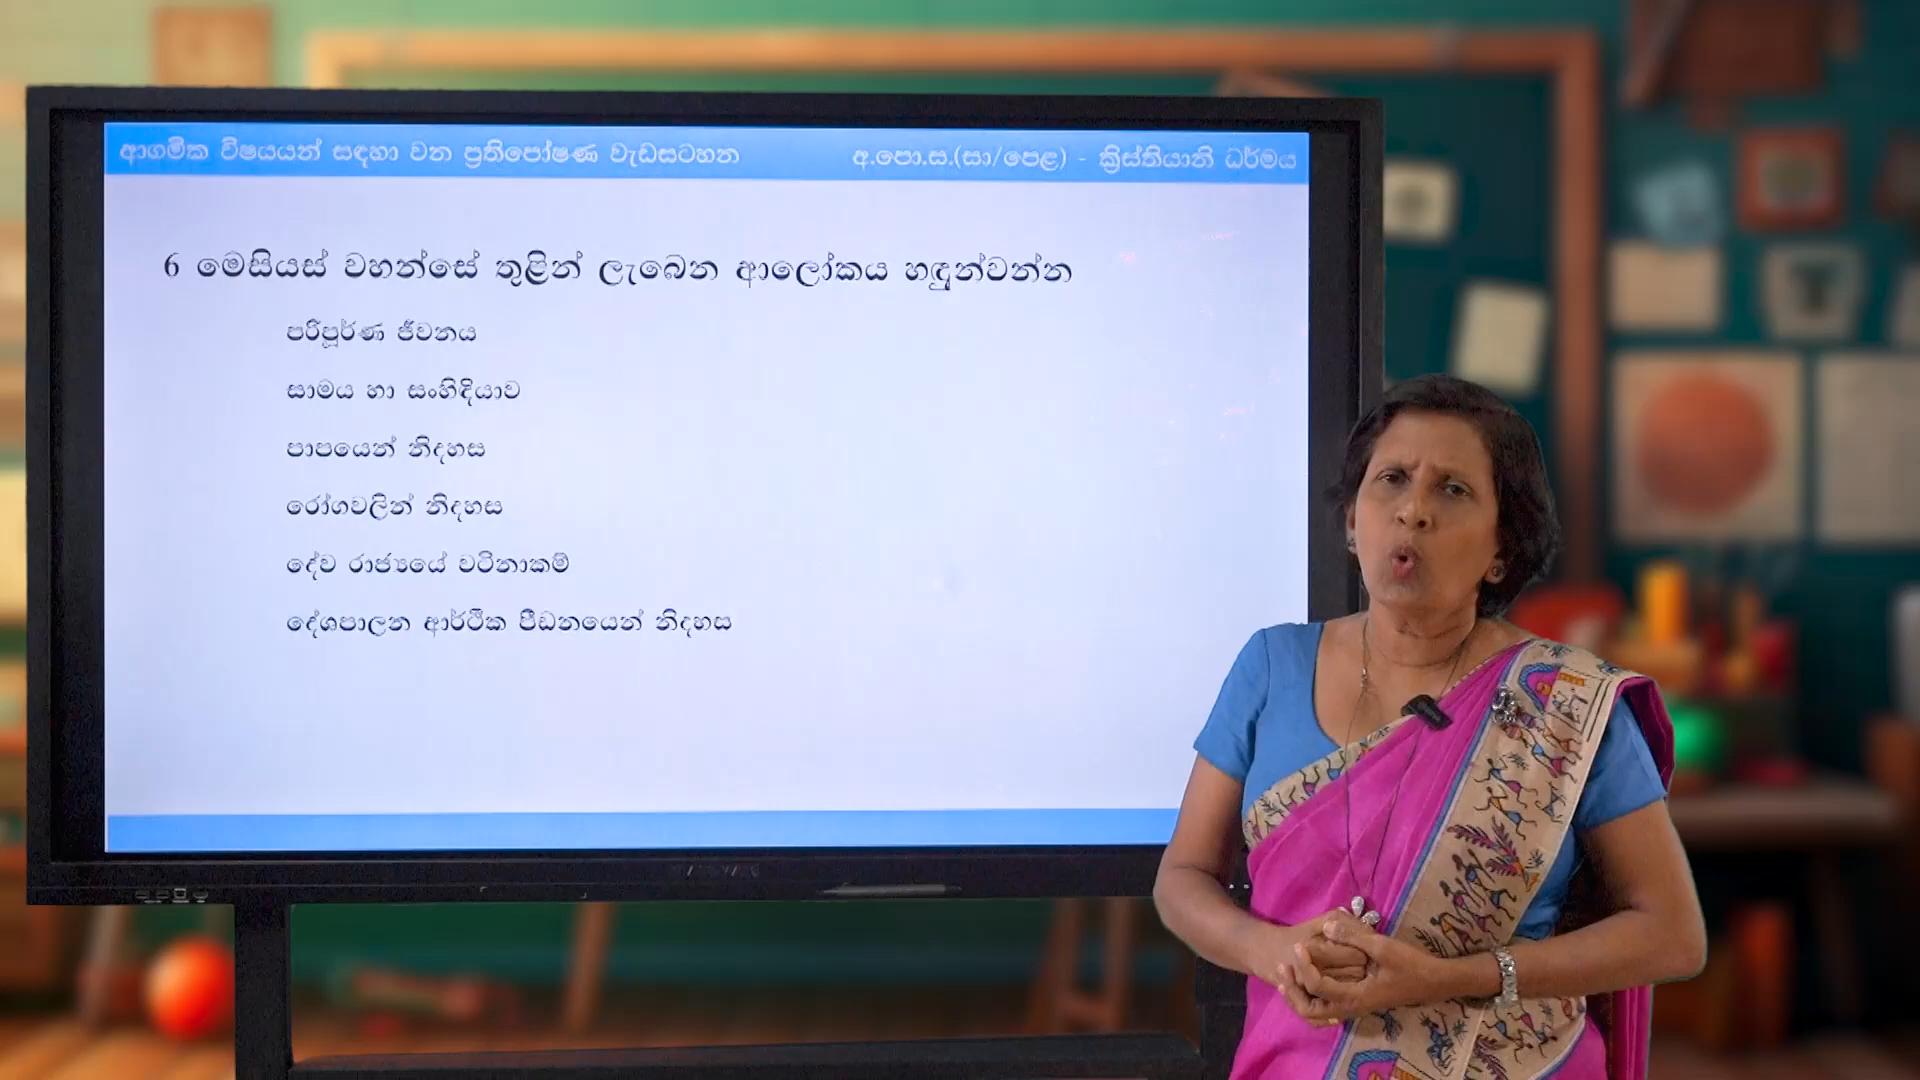 ආගමික විෂයයන් සඳහා වන ප්‍රතිපෝෂණ වැඩසටහන
අ.පො.ස.(සා/පෙළ) - ක්‍රිස්තියානි ධර්මය
6 මෙසියස් වහන්සේ තුළින් ලැබෙන ආලෝකය හඳුන්වන්න
පරිපූර්ණ ජීවනය
සාමය හා සංහිඳියාව
පාපයෙන් නිදහස
රෝගවලින් නිදහස
දේව රාජ්‍යයේ වටිනාකම්
දේශපාලන ආර්ථික පීඩනයෙන් නිදහස